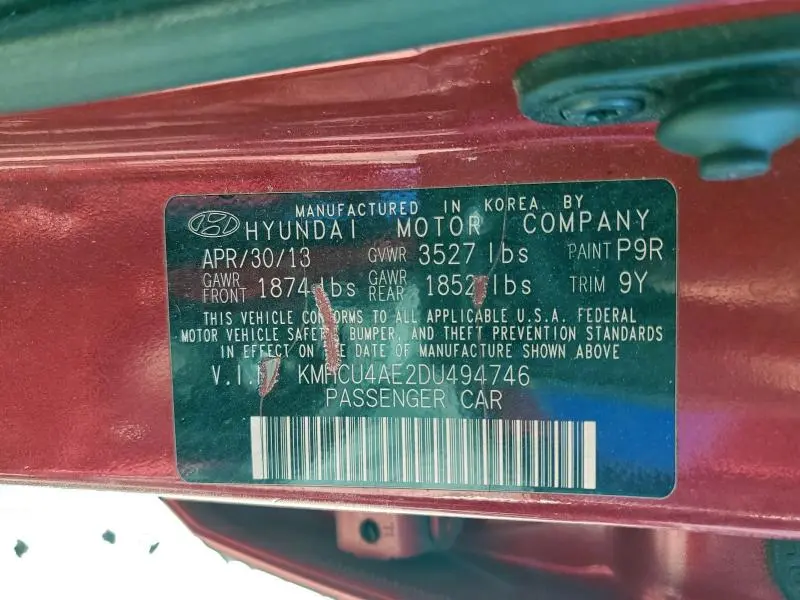 MANUFACTURED IN KOREA BY
HYUNDAI MOTOR COMPANY
APR/30/13 GVWR 3527 lbs PAINT P9R
GAWR FRONT 1874 lbs GAWR REAR lbs TRIM 9Y
THIS VEHICLE CONFORMS TO ALL APPLICABLE U.S.A. FEDERAL
MOTOR VEHICLE SAFETY, BUMPER, AND THEFT PREVENTION STANDARDS
IN EFFECT ON THE DATE OF MANUFACTURE SHOWN ABOVE
V.I.N KMHCU4AE2DU494746
PASSENGER CAR